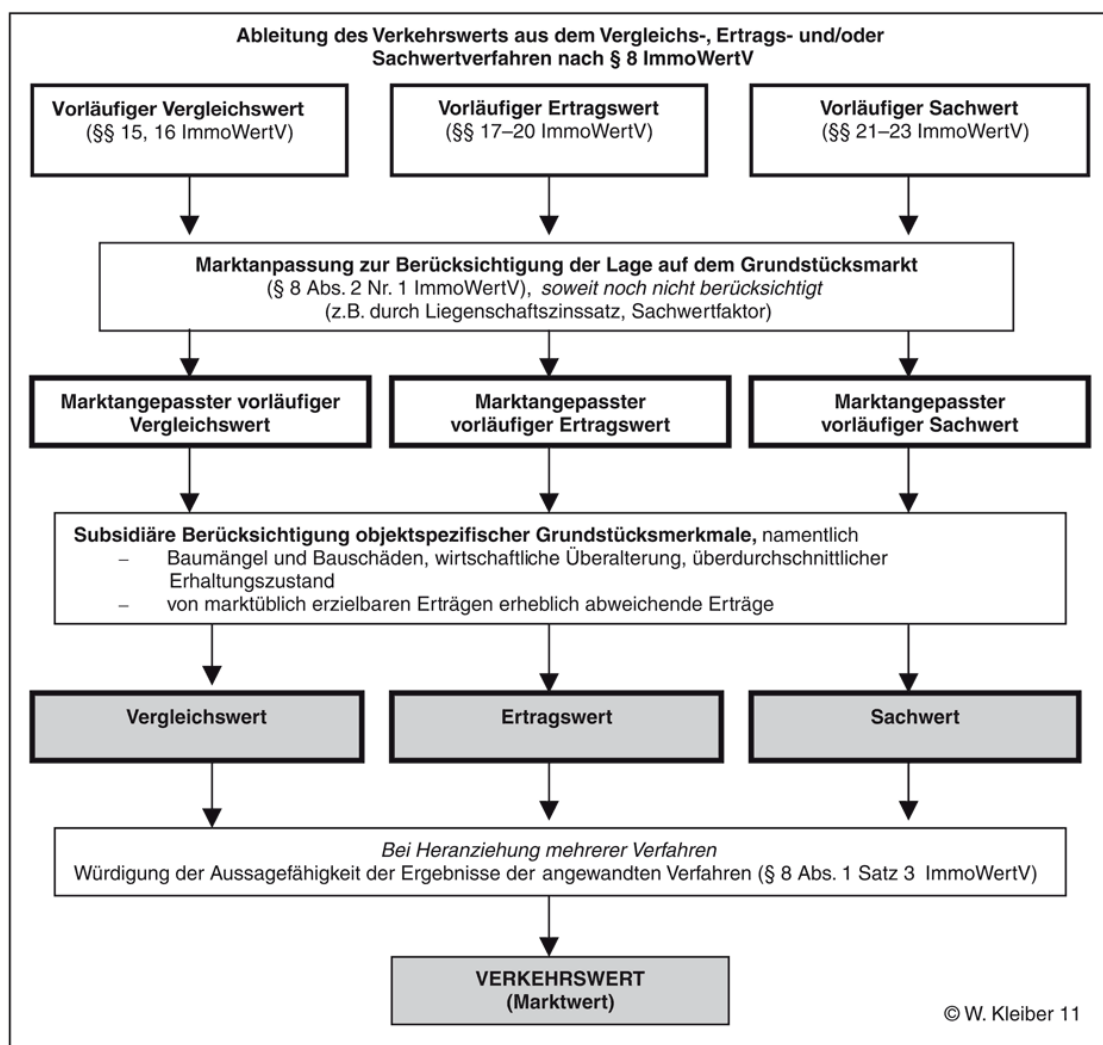 Ableitung des Verkehrswerts aus dem Vergleichs-, Ertrags- und/oder
Sachwertverfahren nach § 8 ImmoWertV
Vorläufiger Vergleichswert
(§§ 15, 16 ImmoWertV)
Vorläufiger Ertragswert
(§§ 17–20 ImmoWertV)
Vorläufiger Sachwert
(§§ 21–23 ImmoWertV)
Marktanpassung zur Berücksichtigung der Lage auf dem Grundstücksmarkt
(§ 8 Abs. 2 Nr. 1 ImmoWertV), soweit noch nicht berücksichtigt
(z.B. durch Liegenschaftszinssatz, Sachwertfaktor)
Marktangepasster vorläufiger
Vergleichswert
Marktangepasster
vorläufiger Ertragswert
Marktangepasster
vorläufiger Sachwert
Subsidiäre Berücksichtigung objektspezifischer Grundstücksmerkmale, namentlich
– Baumängel und Bauschäden, wirtschaftliche Überalterung, überdurchschnittlicher
Erhaltungszustand
– von marktüblich erzielbaren Erträgen erheblich abweichende Erträge
Vergleichswert
Ertragswert
Sachwert
Bei Heranziehung mehrerer Verfahren
Würdigung der Aussagefähigkeit der Ergebnisse der angewandten Verfahren (§ 8 Abs. 1 Satz 3 ImmoWertV)
VERKEHRSWERT
(Marktwert)
© W. Kleiber 11